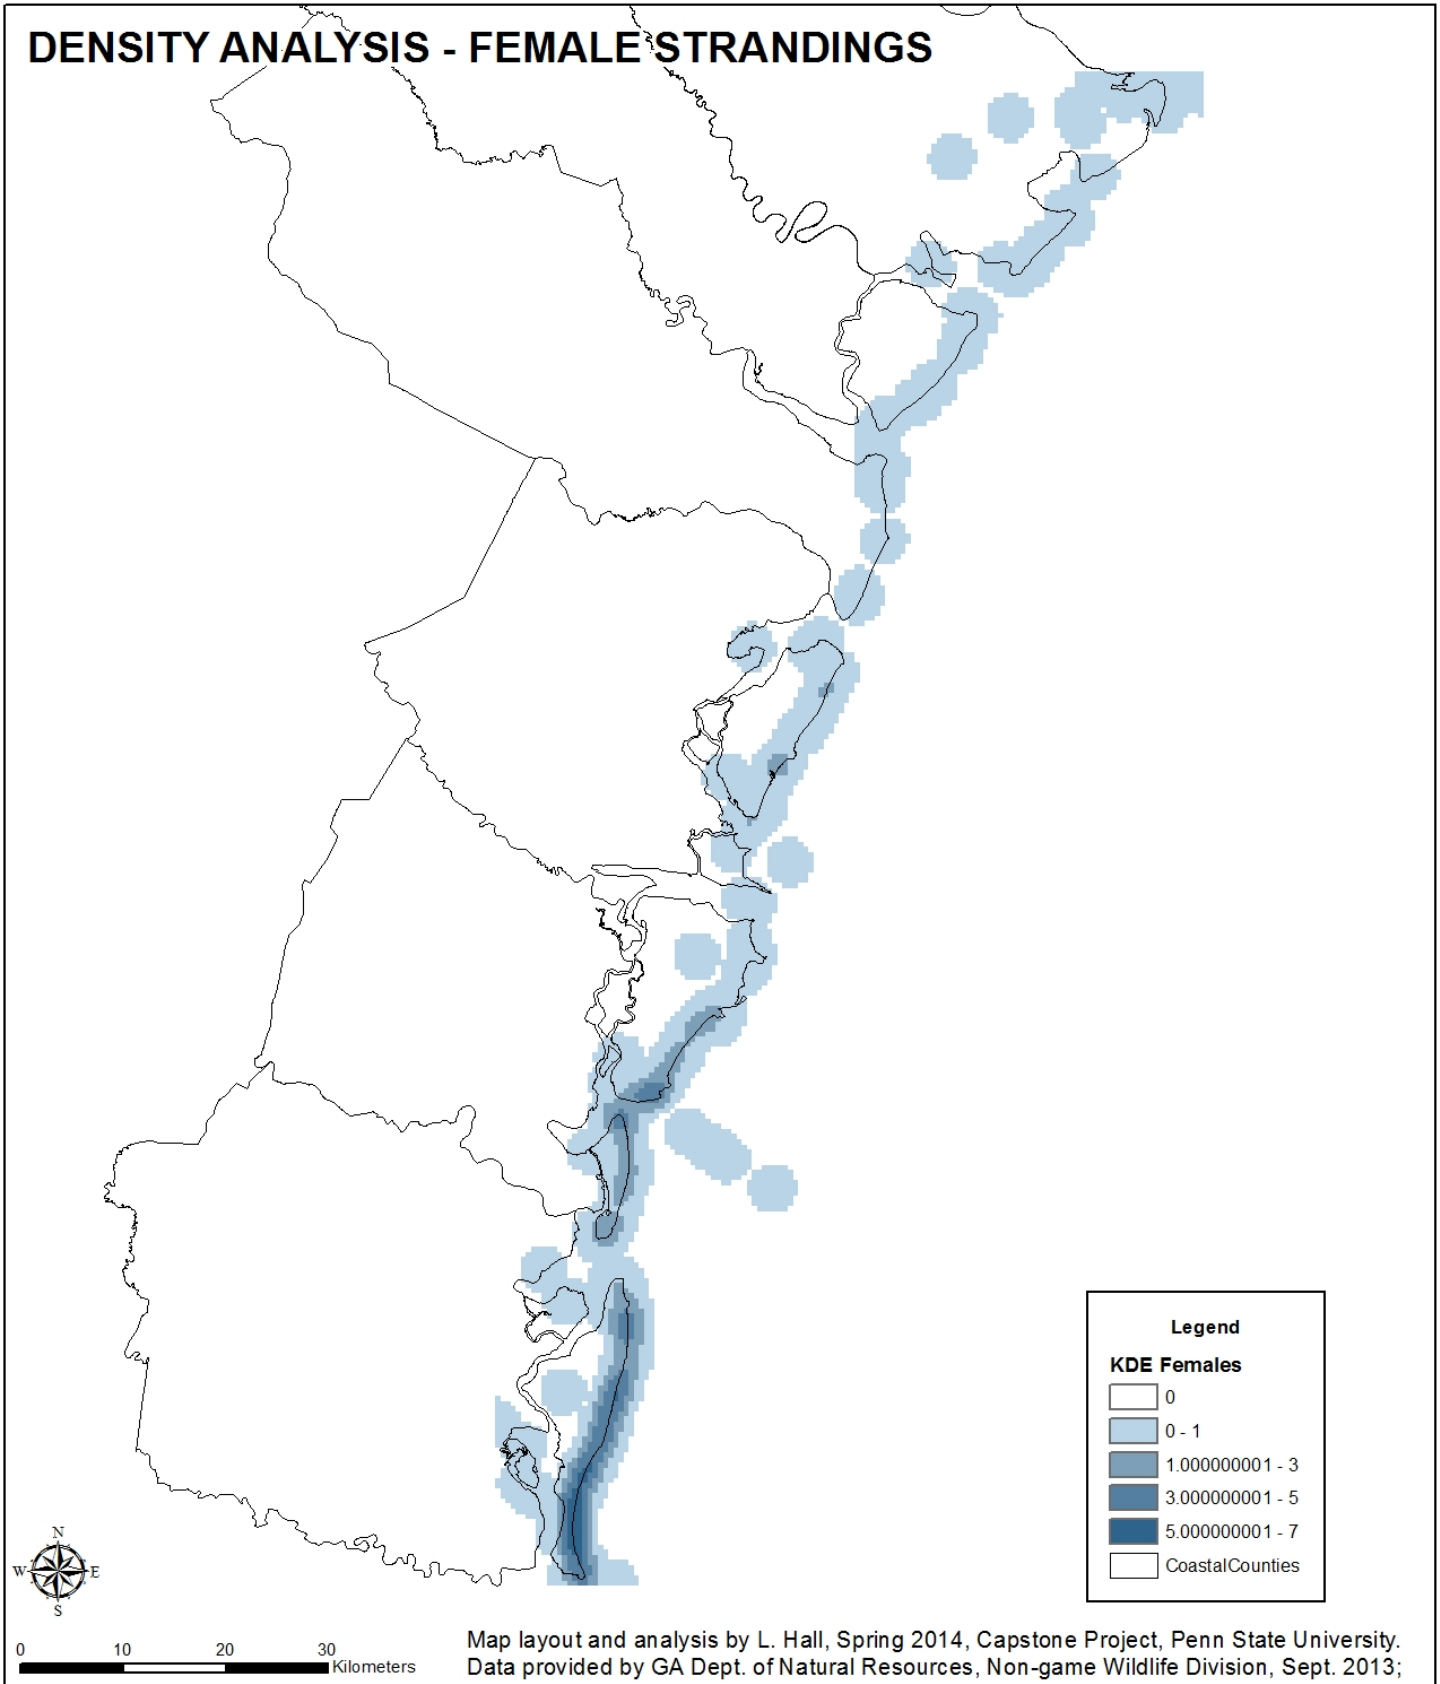 DENSITY ANALYSIS - FEMALE STRANDINGS
Legend
KDE Females
0
0 - 1
1.000000001 - 3
3.000000001 - 5
5.000000001 - 7
CoastalCounties
N
W E
S
0 10 20 30
Kilometers
Map layout and analysis by L. Hall, Spring 2014, Capstone Project, Penn State University.
Data provided by GA Dept. of Natural Resources, Non-game Wildlife Division, Sept. 2013;